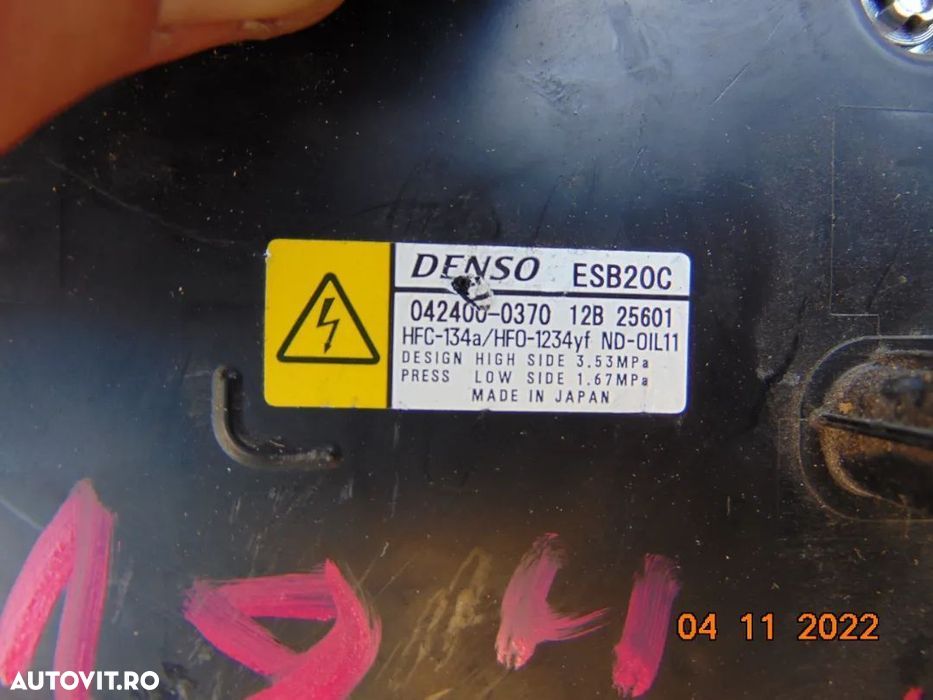 DENSO ESB20C
042400-0370 12B 25601
HFC-134a/HFO-1234yf ND-OIL11
DESIGN HIGH SIDE 3.53MPa
PRESS LOW SIDE 1.67MPa
MADE IN JAPAN
04 11 2022
AUTOVIT.RO